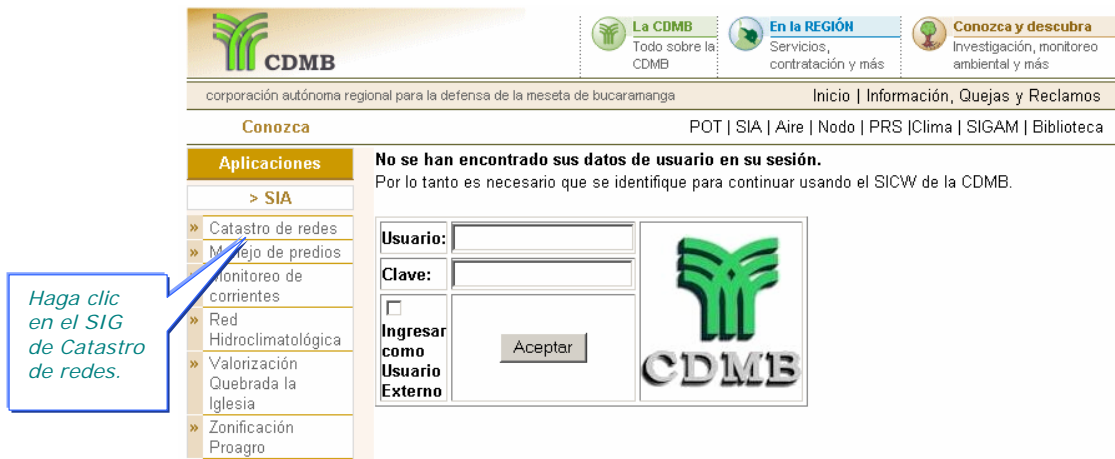 CDMB
La CDMB
Todo sobre la
CDMB
En la REGIÓN
Servicios,
contratación y más
Conozca y descubra
Investigación, monitoreo
ambiental y más
corporación autónoma regional para la defensa de la meseta de bucaramanga
Inicio | Información, Quejas y Reclamos
Conozca
POT | SIA | Aire | Nodo | PRS |Clima | SIGAM | Biblioteca
Aplicaciones
> SIA
» Catastro de redes
» Manejo de predios
Monitoreo de
corrientes
» Red
Hidroclimatológica
» Valorización
Quebrada la
Iglesia
» Zonificación
Proagro
Haga clic
en el SIG
de Catastro
de redes.
No se han encontrado sus datos de usuario en su sesión.
Por lo tanto es necesario que se identifique para continuar usando el SICW de la CDMB.
Usuario:
Clave:
Ingresar
como
Usuario
Externo
Aceptar
CDMB